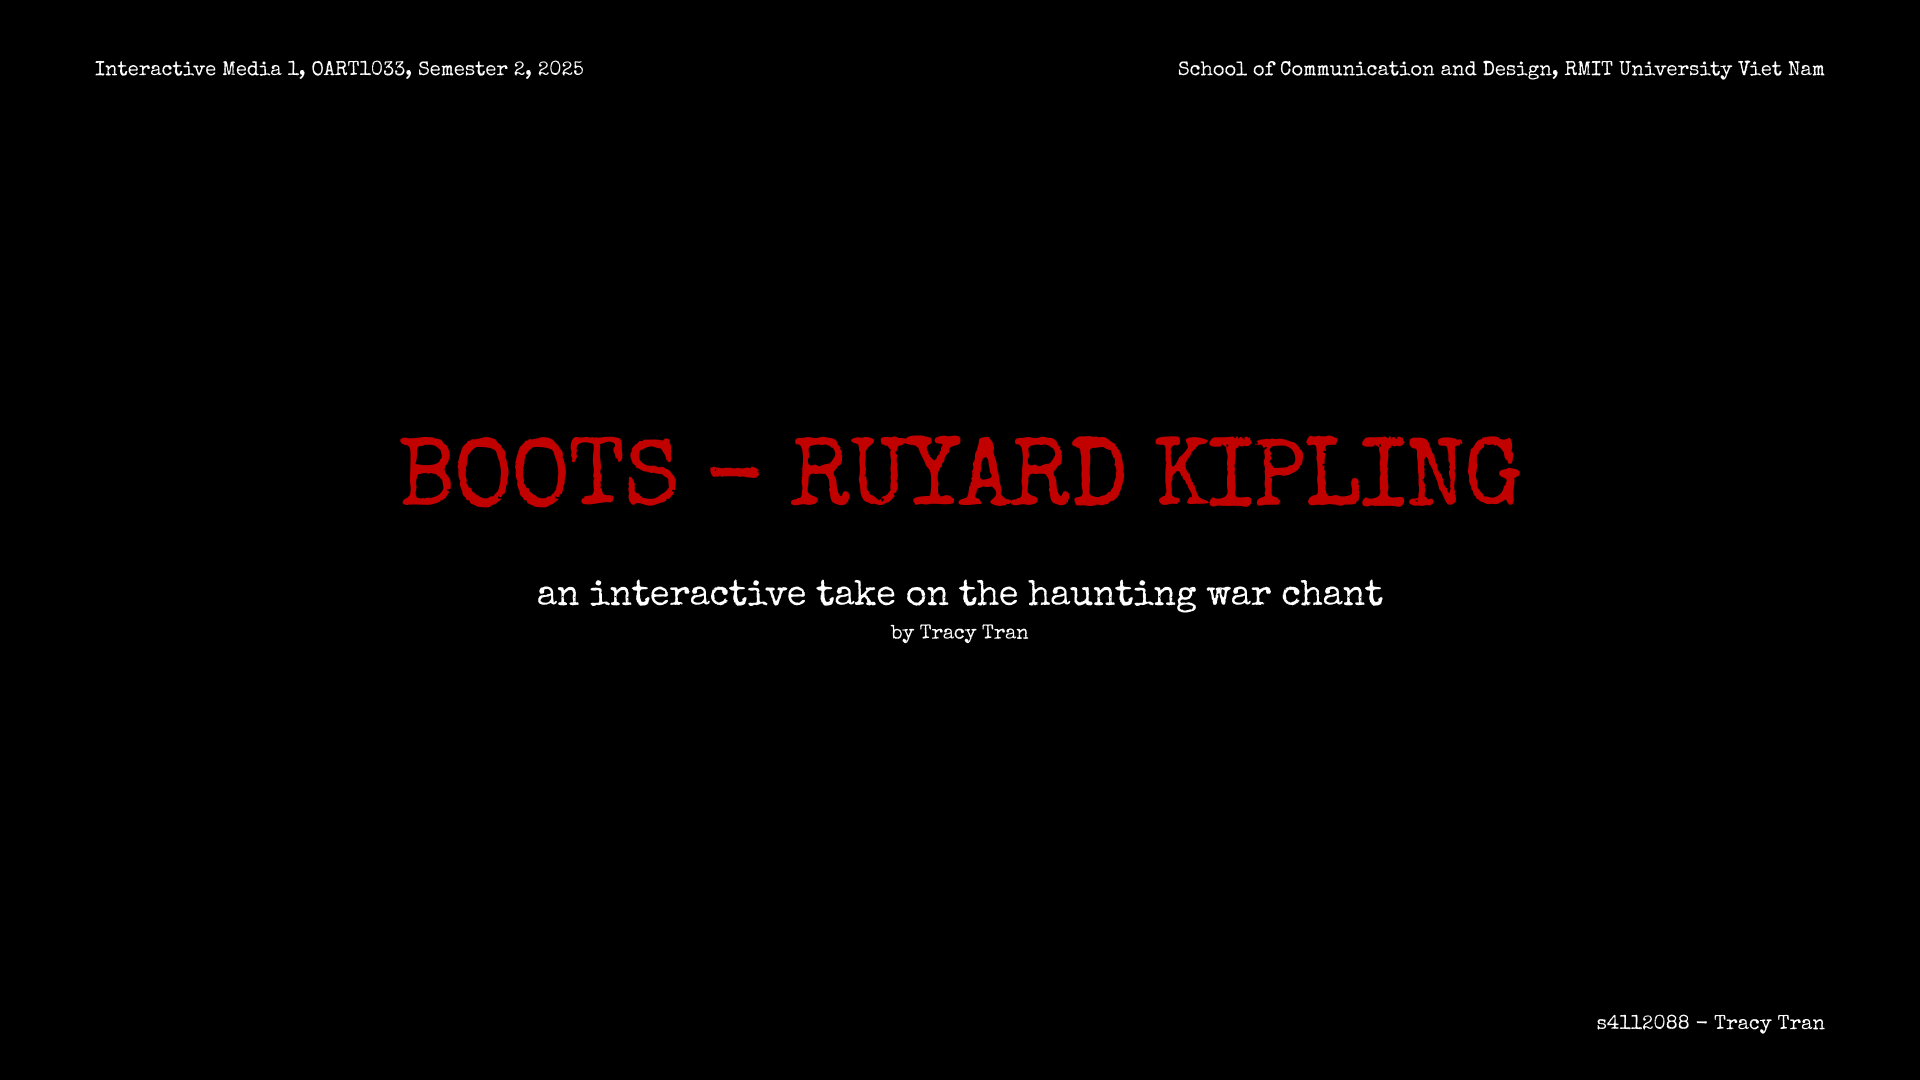 Interactive Media 1, OART1033, Semester 2, 2025
School of Communication and Design, RMIT University Viet Nam
BOOTS – RUYARD KIPLING
an interactive take on the haunting war chant
by Tracy Tran
s4112088 – Tracy Tran